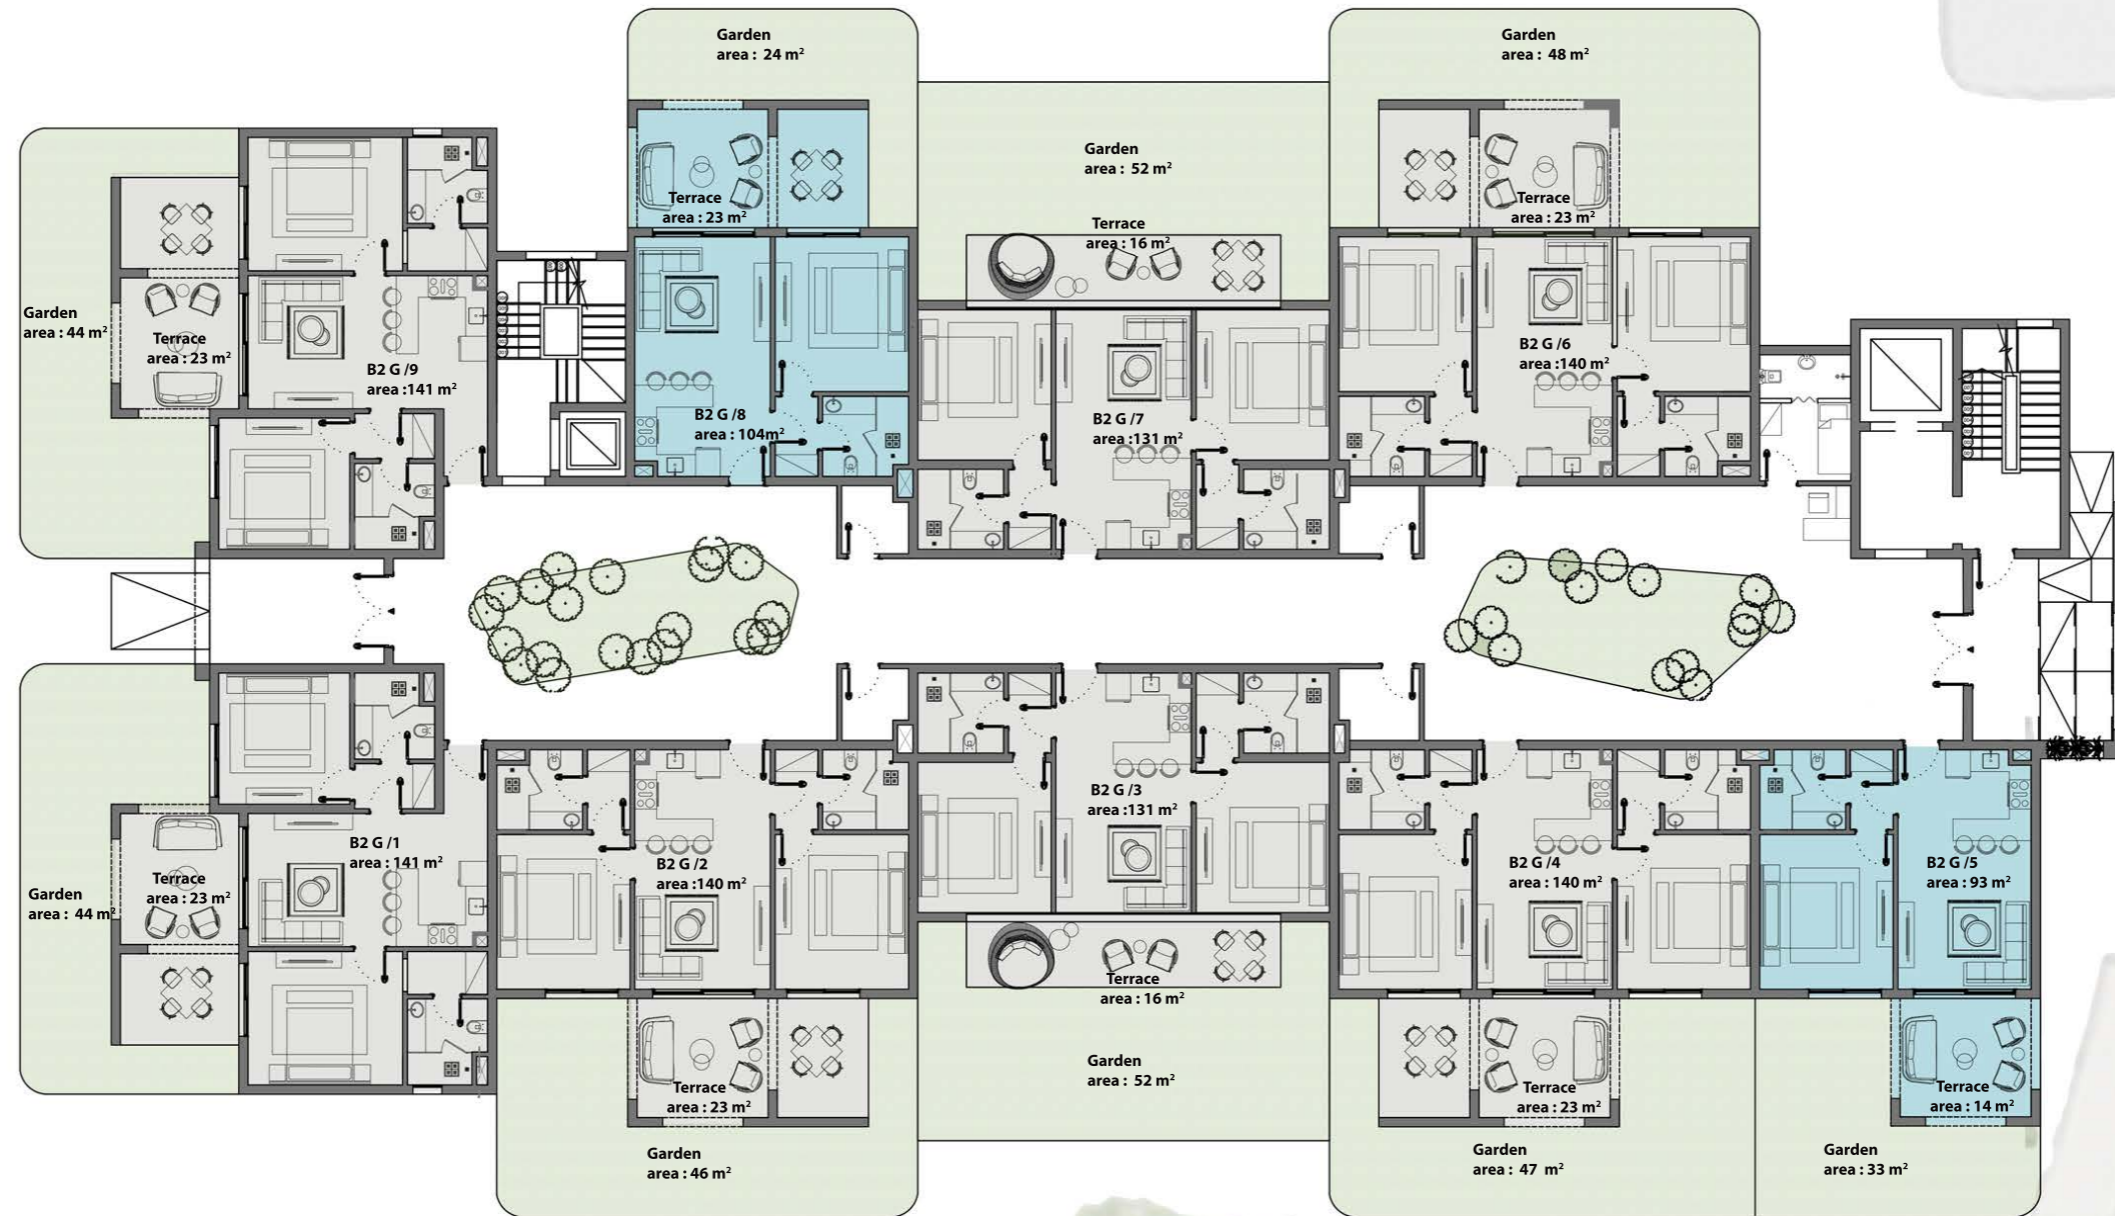 Garden
area : 24 m²
Garden
area : 48 m²
Garden
area : 52 m²
Terrace
area : 23 m²
Terrace
area : 23 m²
Terrace
area : 16 m²
Garden
area : 44 m²
Terrace
area : 23 m²
B2 G /9
area :141 m²
B2 G /8
area : 104m²
B2 G /7
area :131 m²
B2 G /6
area :140 m²
B2 G /1
area : 141 m²
B2 G /2
area :140 m²
B2 G /3
area :131 m²
B2 G /4
area : 140 m²
B2 G /5
area : 93 m²
Garden
area : 44 m²
Terrace
area : 23 m²
Terrace
area : 16 m²
Terrace
area : 23 m²
Garden
area : 52 m²
Terrace
area : 23 m²
Terrace
area : 14 m²
Garden
area : 46 m²
Garden
area : 47 m²
Garden
area : 33 m²